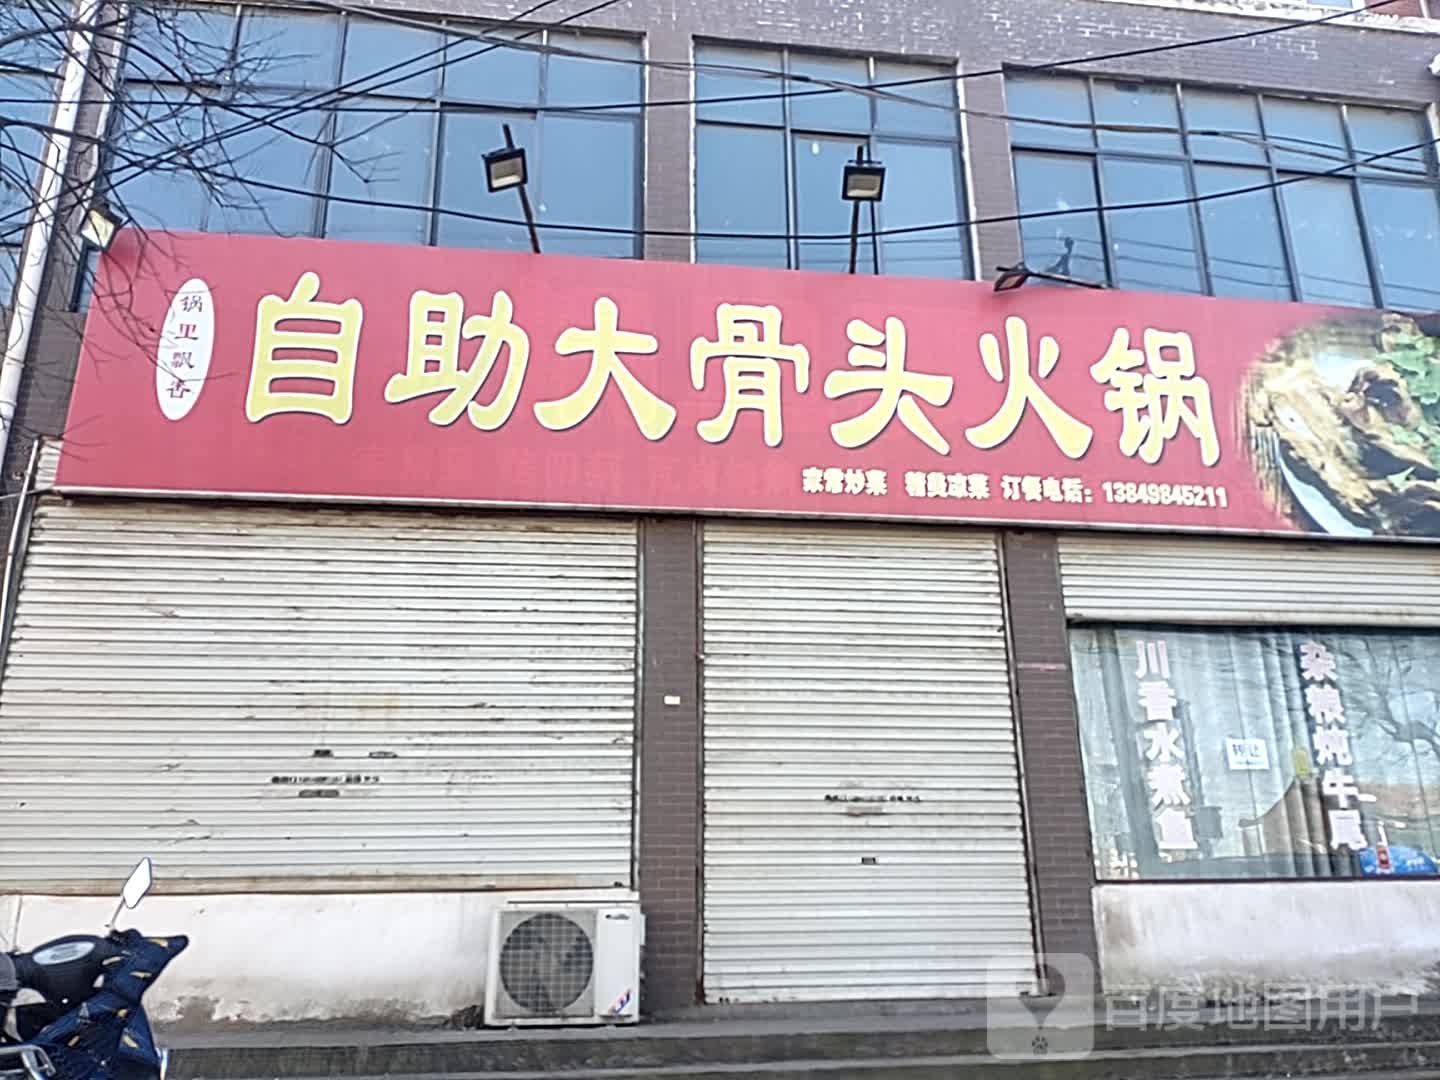 锅里飘香
自助大骨头火锅
家常炒菜 精美凉菜 订餐电话：13849845211
川香水煮鱼
杂粮炖牛尾
转让
百度地图用户